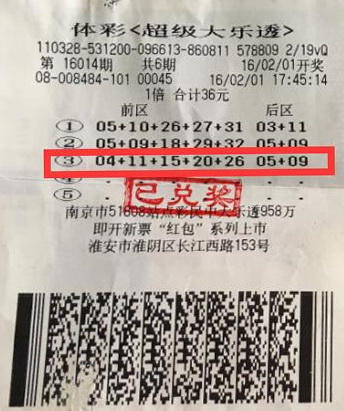 体彩<超级大乐透>
110328-531200-096613-860811 578809 2/19vQ
第 16014期 共6期 16/02/01开奖
08-008484-101 00045 16/02/01 17:45:14
1倍 合计36元
前区 后区
① 05+10+26+27+31 03+11
② 05+09+18+29+32 05+09
③ 04+11+15+20+26 05+09
④
⑤
已兑奖
南京市51608站点彩民中大乐透958万
即开新票“红包”系列上市
淮安市淮阴区长江西路153号